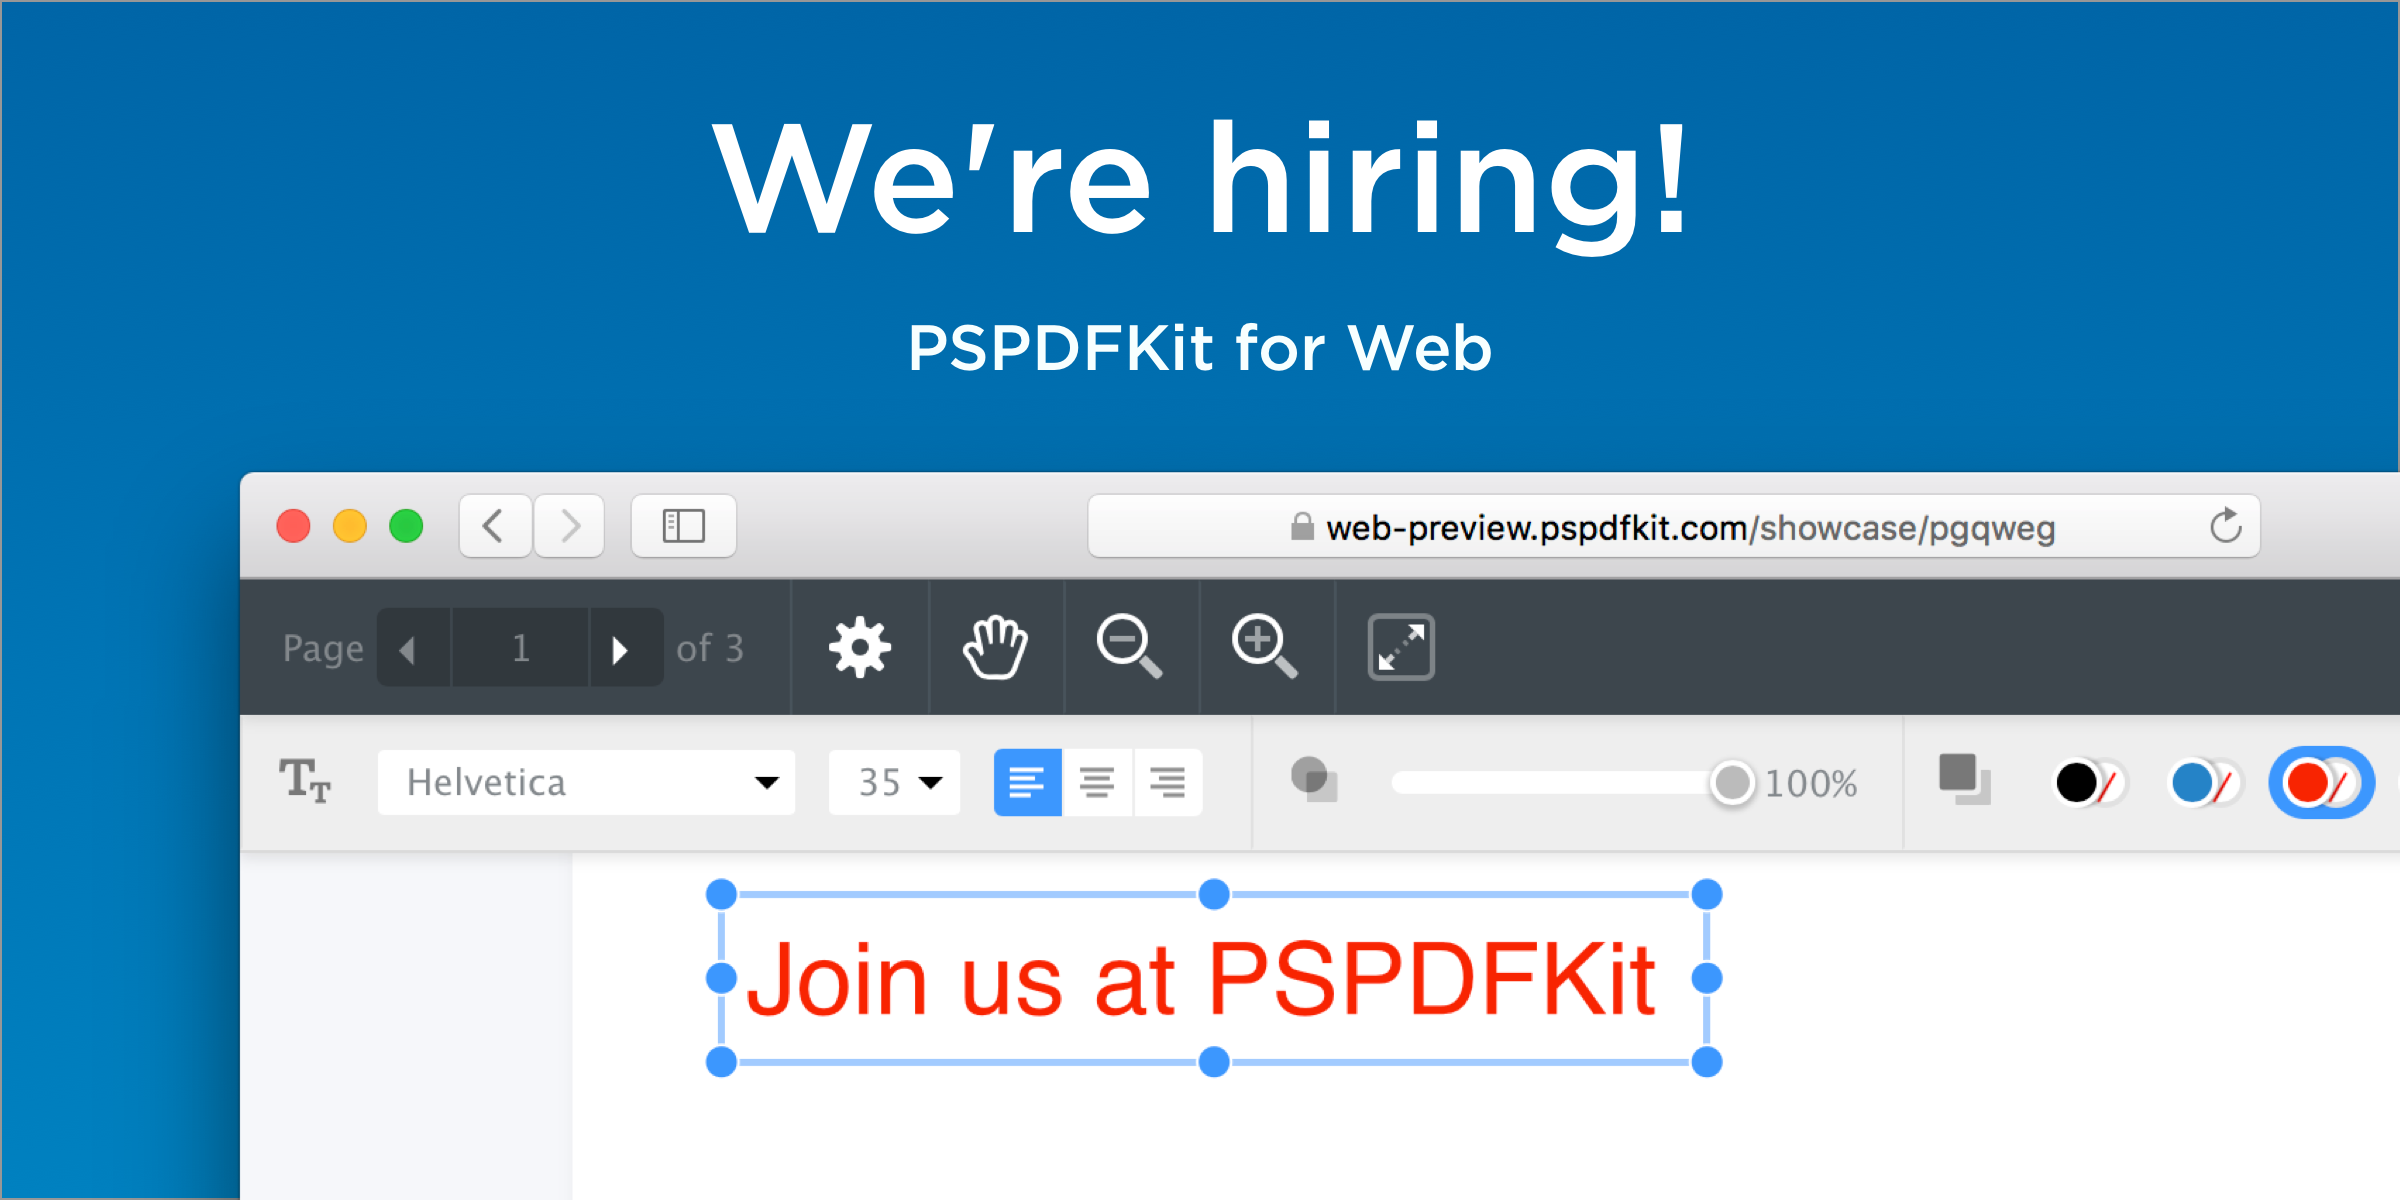 We're hiring!
PSPDFKit for Web
web-preview.pspdfkit.com/showcase/pgqweg
Page 1 of 3
Helvetica 35 100%
Join us at PSPDFKit